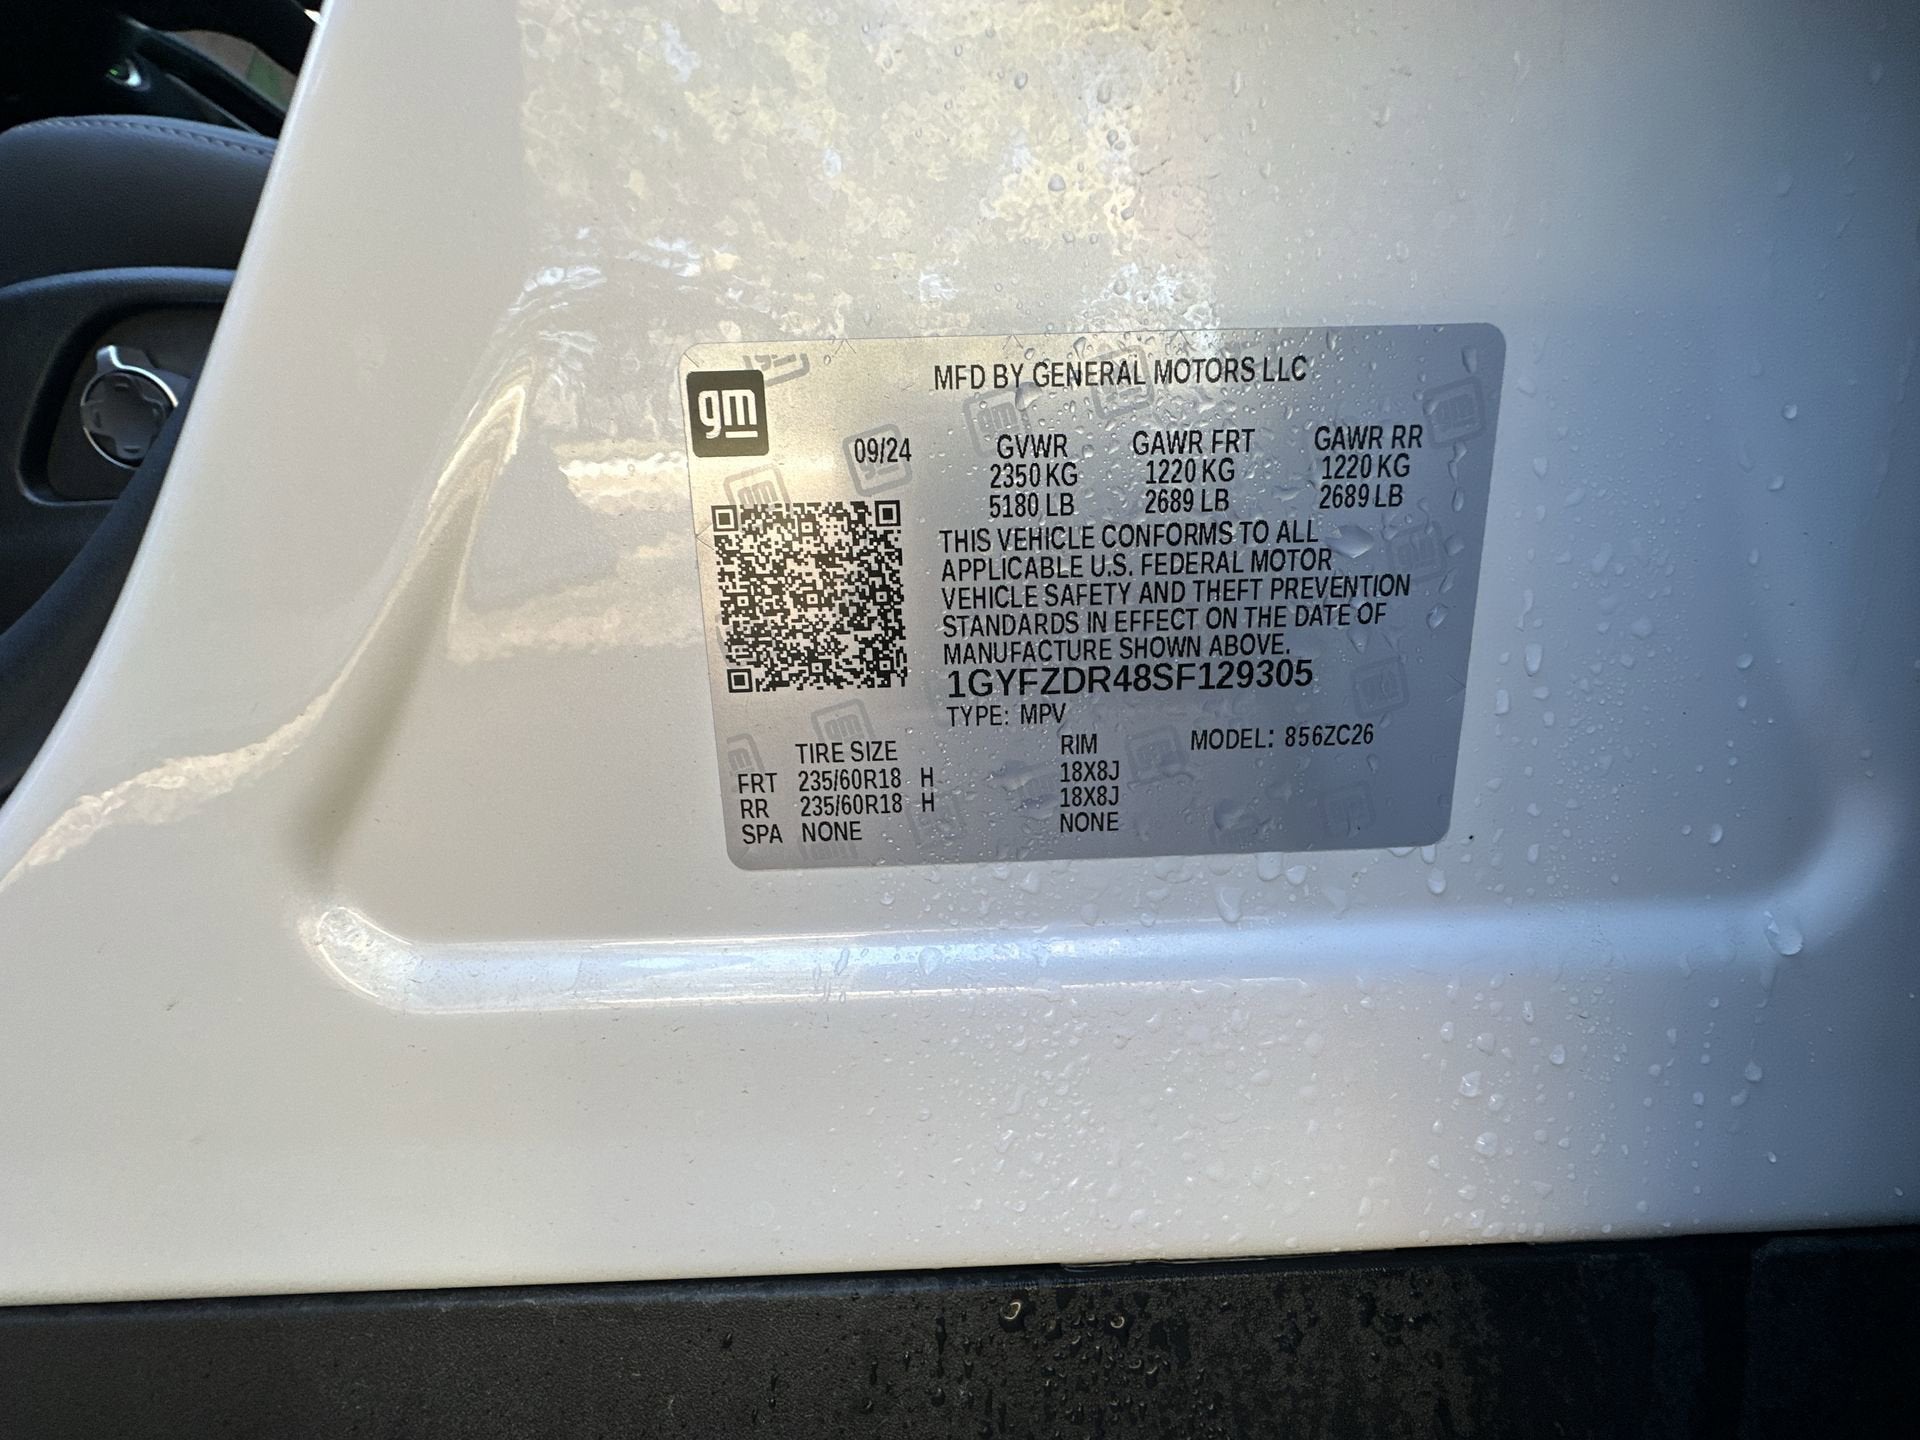 gm
MFD BY GENERAL MOTORS LLC
09/24 GVWR GAWR FRT GAWR RR
2350 KG 1220 KG 1220 KG
5180 LB 2689 LB 2689 LB
THIS VEHICLE CONFORMS TO ALL
APPLICABLE U.S. FEDERAL MOTOR
VEHICLE SAFETY AND THEFT PREVENTION
STANDARDS IN EFFECT ON THE DATE OF
MANUFACTURE SHOWN ABOVE.
1GYFZDR48SF129305
TYPE: MPV
TIRE SIZE RIM MODEL: 856ZC26
FRT 235/60R18 H 18X8J
RR 235/60R18 H 18X8J
SPA NONE NONE